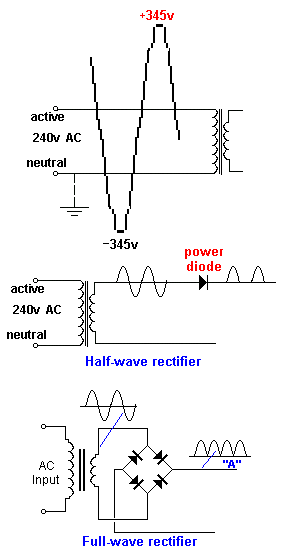 +345v
active
240v AC
neutral
−345v
power
diode
active
240v AC
neutral
Half-wave rectifier
AC
Input
"A"
Full-wave rectifier